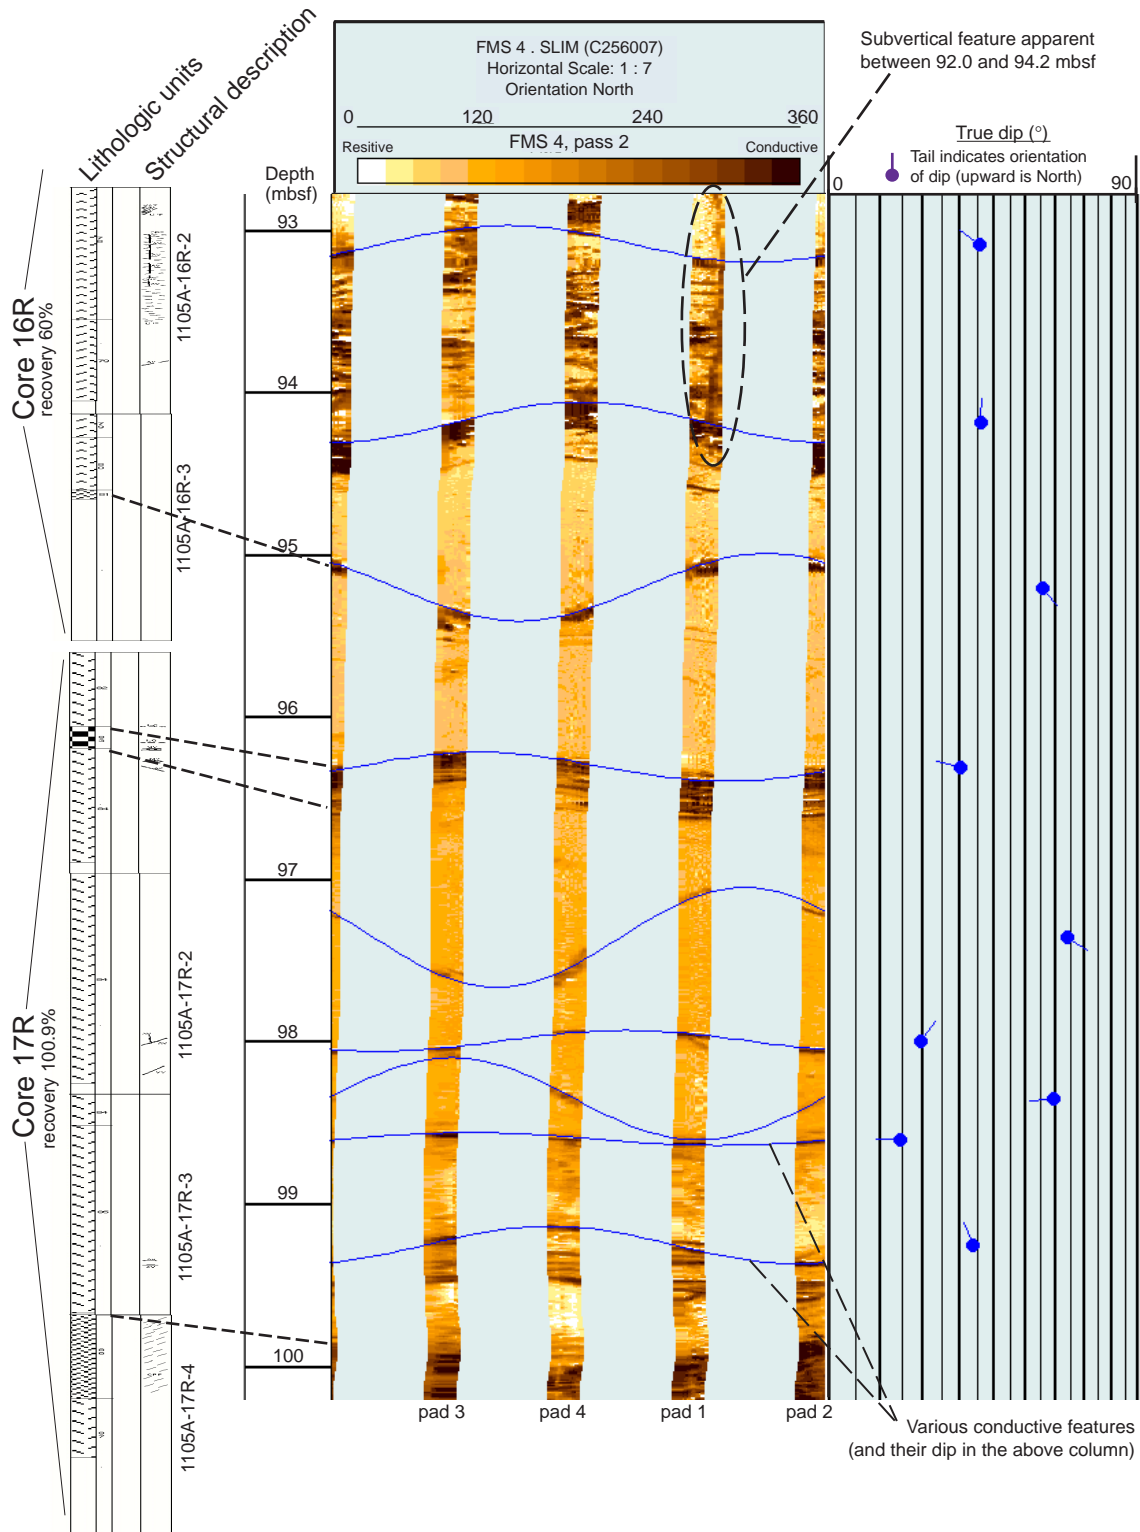 FMS 4 . SLIM (C256007)
Horizontal Scale: 1 : 7
Orientation North
0 120 240 360
FMS 4, pass 2
Resitive
Conductive
Subvertical feature apparent
between 92.0 and 94.2 mbsf
True dip (°)
Tail indicates orientation
of dip (upward is North)
0
90
Lithologic units
Structural description
Depth
(mbsf)
93
94
95
96
97
98
99
100
Core 16R
recovery 60%
1105A-16R-2
1105A-16R-3
Core 17R
recovery 100.9%
1105A-17R-2
1105A-17R-3
1105A-17R-4
pad 3
pad 4
pad 1
pad 2
Various conductive features
(and their dip in the above column)